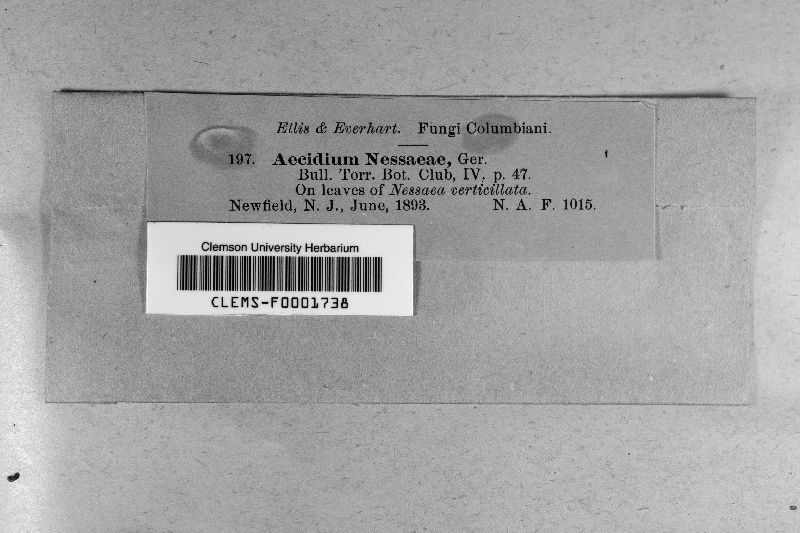 Ellis & Everhart. Fungi Columbiani.
197. Aecidium Nessaeae, Ger.
Bull. Torr. Bot. Club, IV, p. 47.
On leaves of Nessaea verticillata.
Newfield, N. J., June, 1893. N. A. F. 1015.
Clemson University Herbarium
CLEMS-F0001738